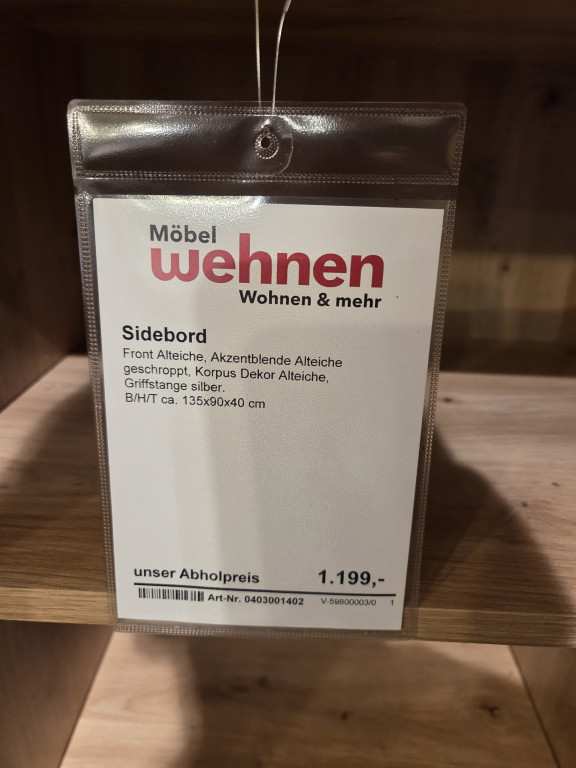 Möbel
wehnen
Wohnen & mehr
Sidebord
Front Alteiche, Akzentblende Alteiche
geschroppt, Korpus Dekor Alteiche,
Griffstange silber.
B/H/T ca. 135x90x40 cm
unser Abholpreis 1.199,-
Art-Nr. 0403001402 V-59800003/0 1